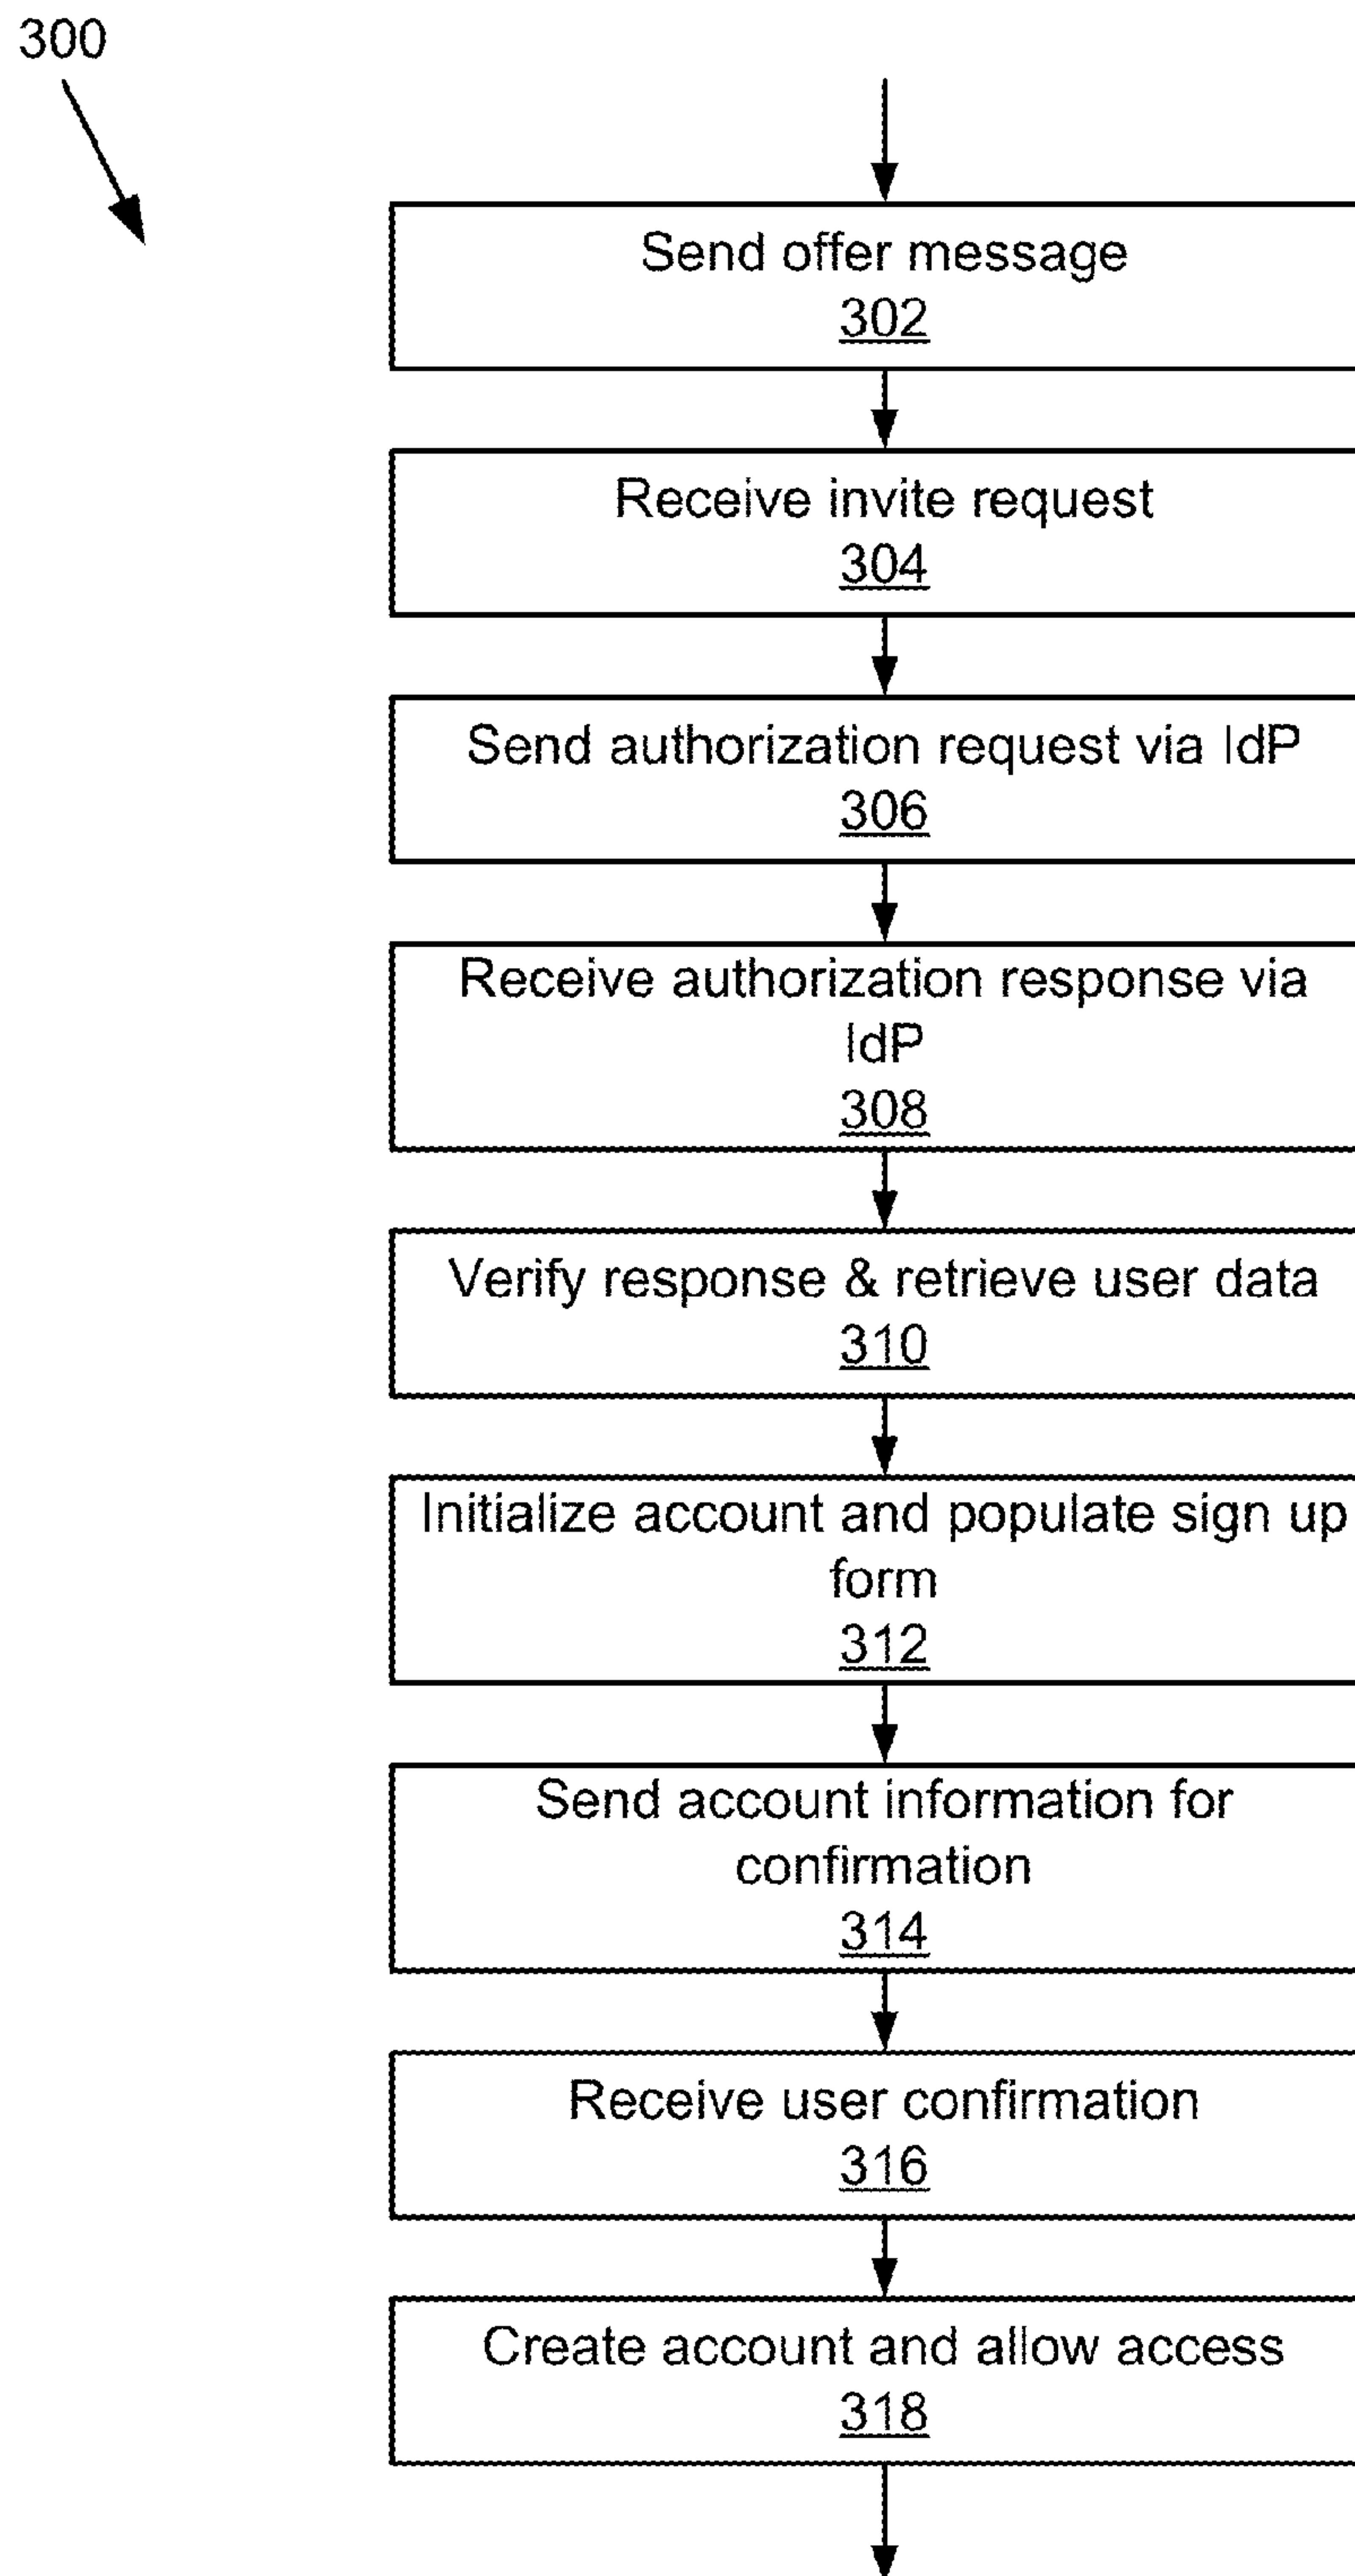 300
Send offer message
302
Receive invite request
304
Send authorization request via IdP
306
Receive authorization response via
IdP
308
Verify response & retrieve user data
310
Initialize account and populate sign up
form
312
Send account information for
confirmation
314
Receive user confirmation
316
Create account and allow access
318